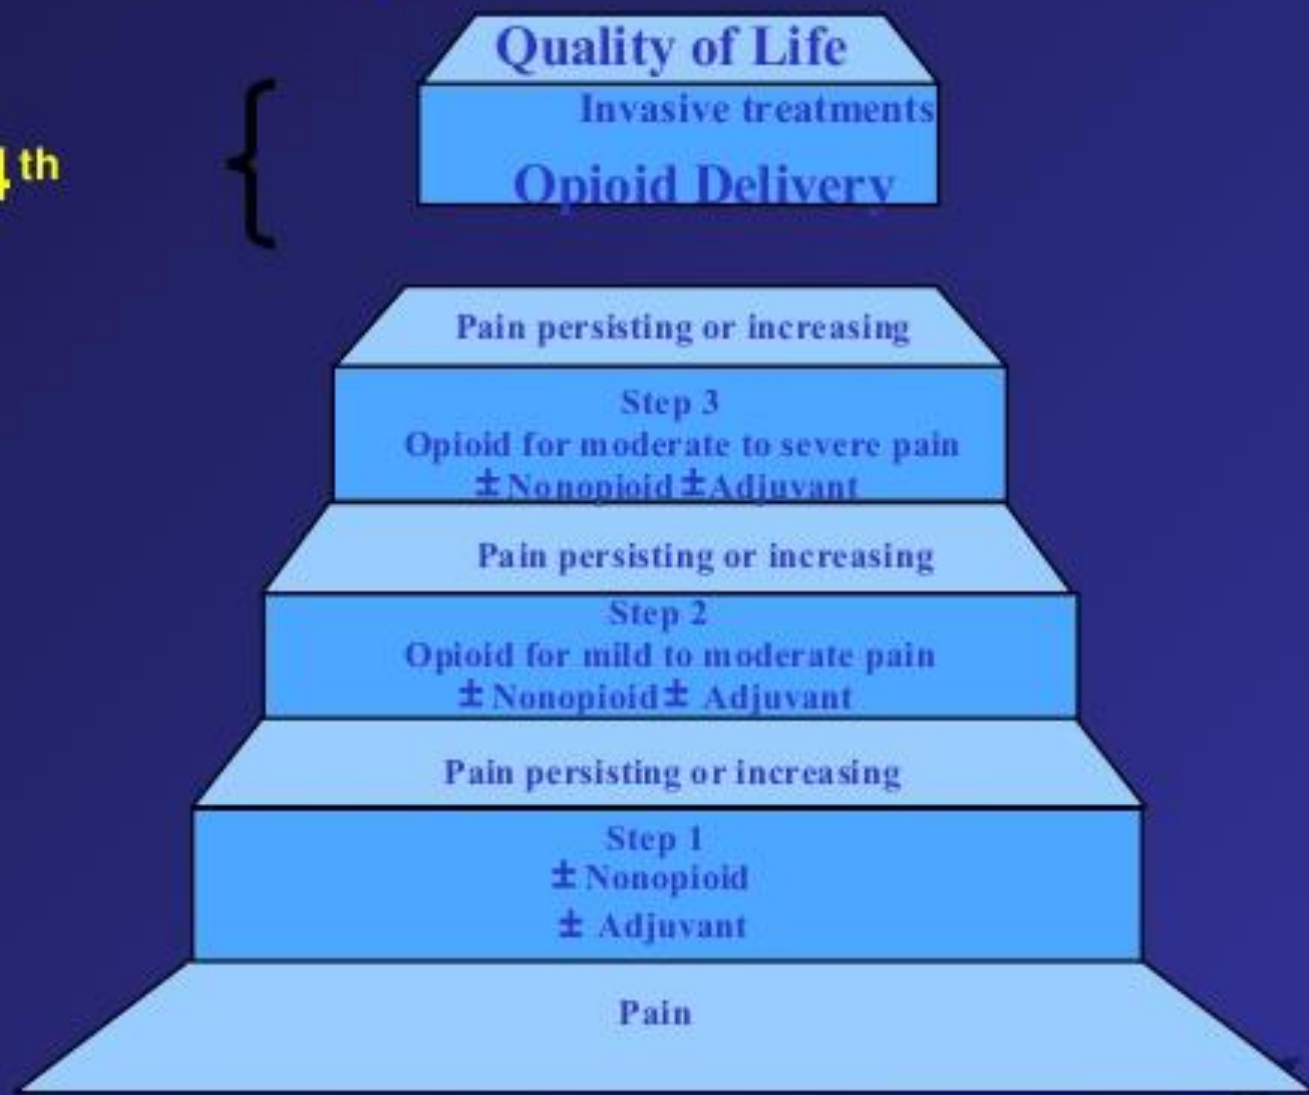 Quality of Life
Invasive treatments
4th
Opioid Delivery
Pain persisting or increasing
Step 3
Opioid for moderate to severe pain
± Nonopioid ± Adjuvant
Pain persisting or increasing
Step 2
Opioid for mild to moderate pain
± Nonopioid ± Adjuvant
Pain persisting or increasing
Step 1
± Nonopioid
± Adjuvant
Pain